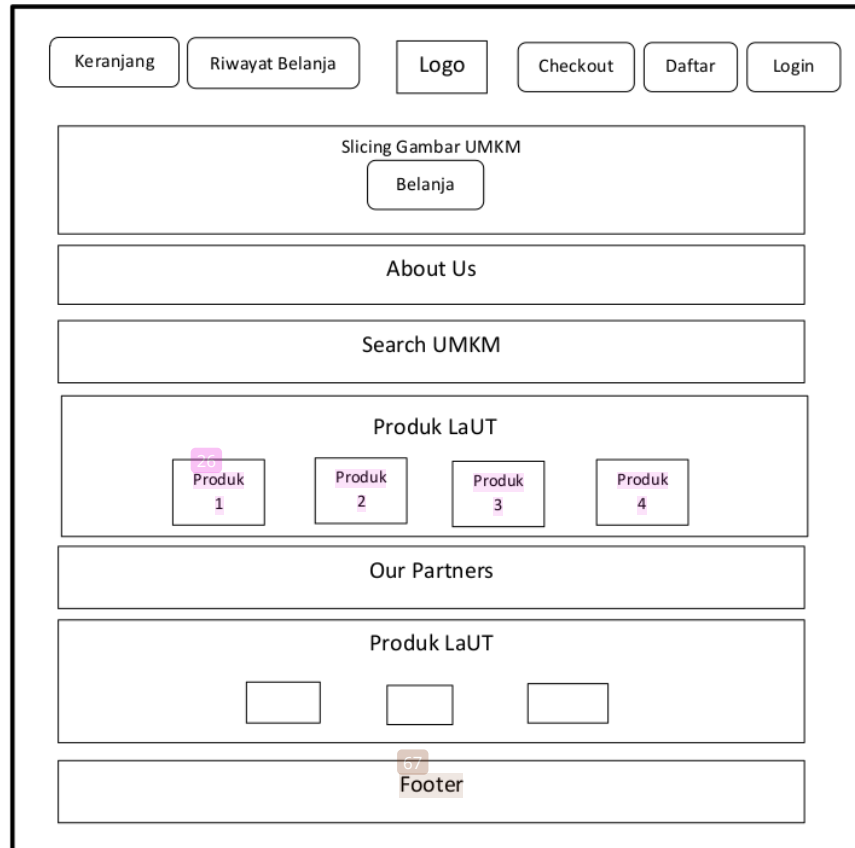 Keranjang
Riwayat Belanja
Logo
Checkout
Daftar
Login
Slicing Gambar UMKM
Belanja
About Us
Search UMKM
Produk LaUT
26
Produk
1
Produk
2
Produk
3
Produk
4
Our Partners
Produk LaUT
67
Footer